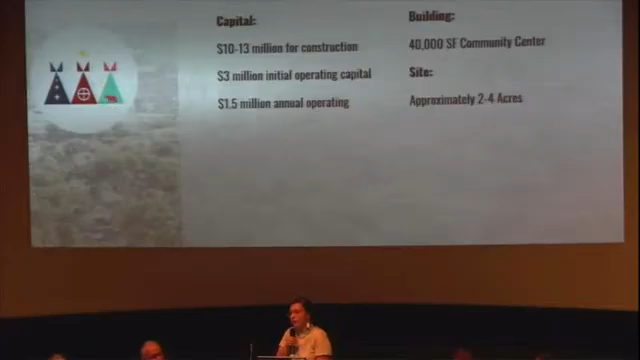 Capital:
$10-13 million for construction
$3 million initial operating capital
$1.5 million annual operating
Building:
40,000 SF Community Center
Site:
Approximately 2-4 Acres